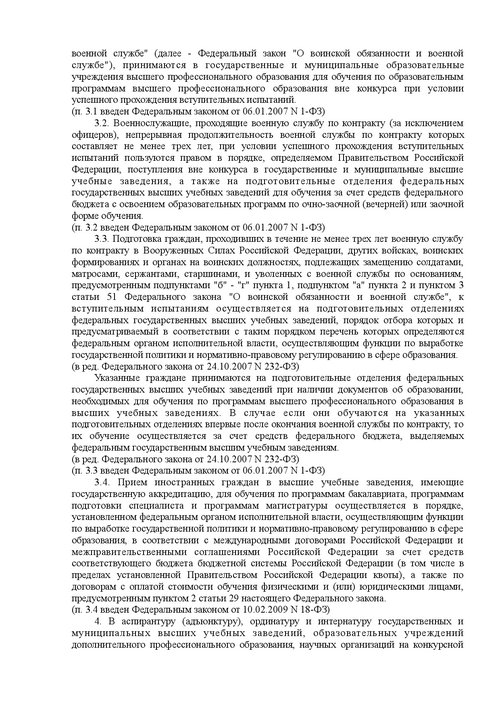 военной службе" (далее - Федеральный закон "О воинской обязанности и военной
службе"), принимаются в государственные и муниципальные образовательные
учреждения высшего профессионального образования для обучения по образовательным
программам высшего профессионального образования вне конкурса при условии
успешного прохождения вступительных испытаний.
(п. 3.1 введен Федеральным законом от 06.01.2007 N 1-ФЗ)
3.2. Военнослужащие, проходящие военную службу по контракту (за исключением
офицеров), непрерывная продолжительность военной службы по контракту которых
составляет не менее трех лет, при условии успешного прохождения вступительных
испытаний пользуются правом в порядке, определяемом Правительством Российской
Федерации, поступления вне конкурса в государственные и муниципальные высшие
учебные заведения, а также на подготовительные отделения федеральных
государственных высших учебных заведений для обучения за счет средств федерального
бюджета с освоением образовательных программ по очно-заочной (вечерней) или заочной
форме обучения.
(п. 3.2 введен Федеральным законом от 06.01.2007 N 1-ФЗ)
3.3. Подготовка граждан, проходивших в течение не менее трех лет военную службу
по контракту в Вооруженных Силах Российской Федерации, других войсках, воинских
формированиях и органах на воинских должностях, подлежащих замещению солдатами,
матросами, сержантами, старшинами, и уволенных с военной службы по основаниям,
предусмотренным подпунктами "б" - "г" пункта 1, подпунктом "а" пункта 2 и пунктом 3
статьи 51 Федерального закона "О воинской обязанности и военной службе", к
вступительным испытаниям осуществляется на подготовительных отделениях
федеральных государственных высших учебных заведений, порядок отбора которых и
предусматриваемый в соответствии с таким порядком перечень которых определяются
федеральным органом исполнительной власти, осуществляющим функции по выработке
государственной политики и нормативно-правовому регулированию в сфере образования.
(в ред. Федерального закона от 24.10.2007 N 232-ФЗ)
Указанные граждане принимаются на подготовительные отделения федеральных
государственных высших учебных заведений при наличии документов об образовании,
необходимых для обучения по программам высшего профессионального образования в
высших учебных заведениях. В случае если они обучаются на указанных
подготовительных отделениях впервые после окончания военной службы по контракту, то
их обучение осуществляется за счет средств федерального бюджета, выделяемых
федеральным государственным высшим учебным заведениям.
(в ред. Федерального закона от 24.10.2007 N 232-ФЗ)
(п. 3.3 введен Федеральным законом от 06.01.2007 N 1-ФЗ)
3.4. Прием иностранных граждан в высшие учебные заведения, имеющие
государственную аккредитацию, для обучения по программам бакалавриата, программам
подготовки специалиста и программам магистратуры осуществляется в порядке,
установленном федеральным органом исполнительной власти, осуществляющим функции
по выработке государственной политики и нормативно-правовому регулированию в сфере
образования, в соответствии с международными договорами Российской Федерации и
межправительственными соглашениями Российской Федерации за счет средств
соответствующего бюджета бюджетной системы Российской Федерации (в том числе в
пределах установленной Правительством Российской Федерации квоты), а также по
договорам с оплатой стоимости обучения физическими и (или) юридическими лицами,
предусмотренным пунктом 2 статьи 29 настоящего Федерального закона.
(п. 3.4 введен Федеральным законом от 10.02.2009 N 18-ФЗ)
4. В аспирантуру (адъюнктуру), ординатуру и интернатуру государственных и
муниципальных высших учебных заведений, образовательных учреждений
дополнительного профессионального образования, научных организаций на конкурсной